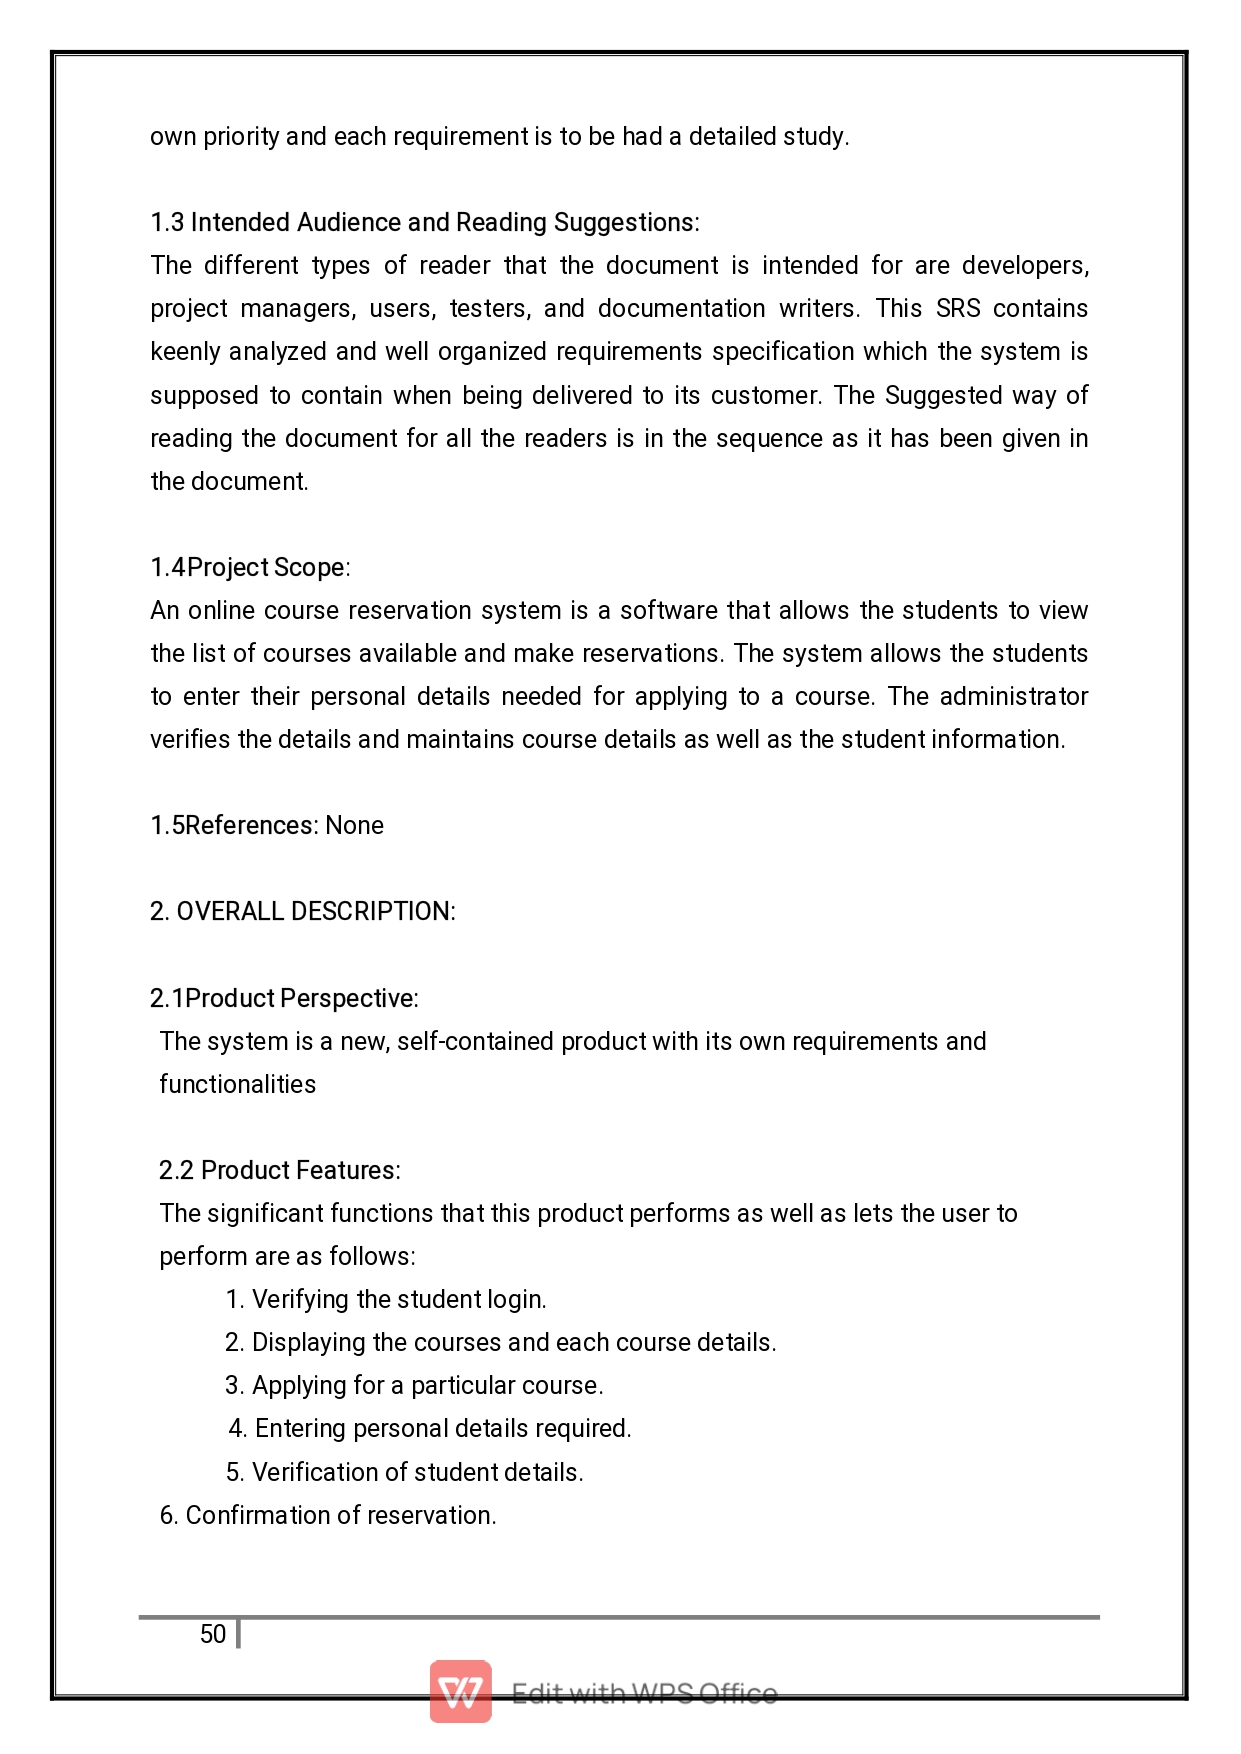 own priority and each requirement is to be had a detailed study.
1.3 Intended Audience and Reading Suggestions:
The different types of reader that the document is intended for are developers,
project managers, users, testers, and documentation writers. This SRS contains
keenly analyzed and well organized requirements specification which the system is
supposed to contain when being delivered to its customer. The Suggested way of
reading the document for all the readers is in the sequence as it has been given in
the document.
1.4Project Scope:
An online course reservation system is a software that allows the students to view
the list of courses available and make reservations. The system allows the students
to enter their personal details needed for applying to a course. The administrator
verifies the details and maintains course details as well as the student information.
1.5References: None
2. OVERALL DESCRIPTION:
2.1Product Perspective:
The system is a new, self-contained product with its own requirements and
functionalities
2.2 Product Features:
The significant functions that this product performs as well as lets the user to
perform are as follows:
1. Verifying the student login.
2. Displaying the courses and each course details.
3. Applying for a particular course.
4. Entering personal details required.
5. Verification of student details.
6. Confirmation of reservation.
50
Edit with WPS Office